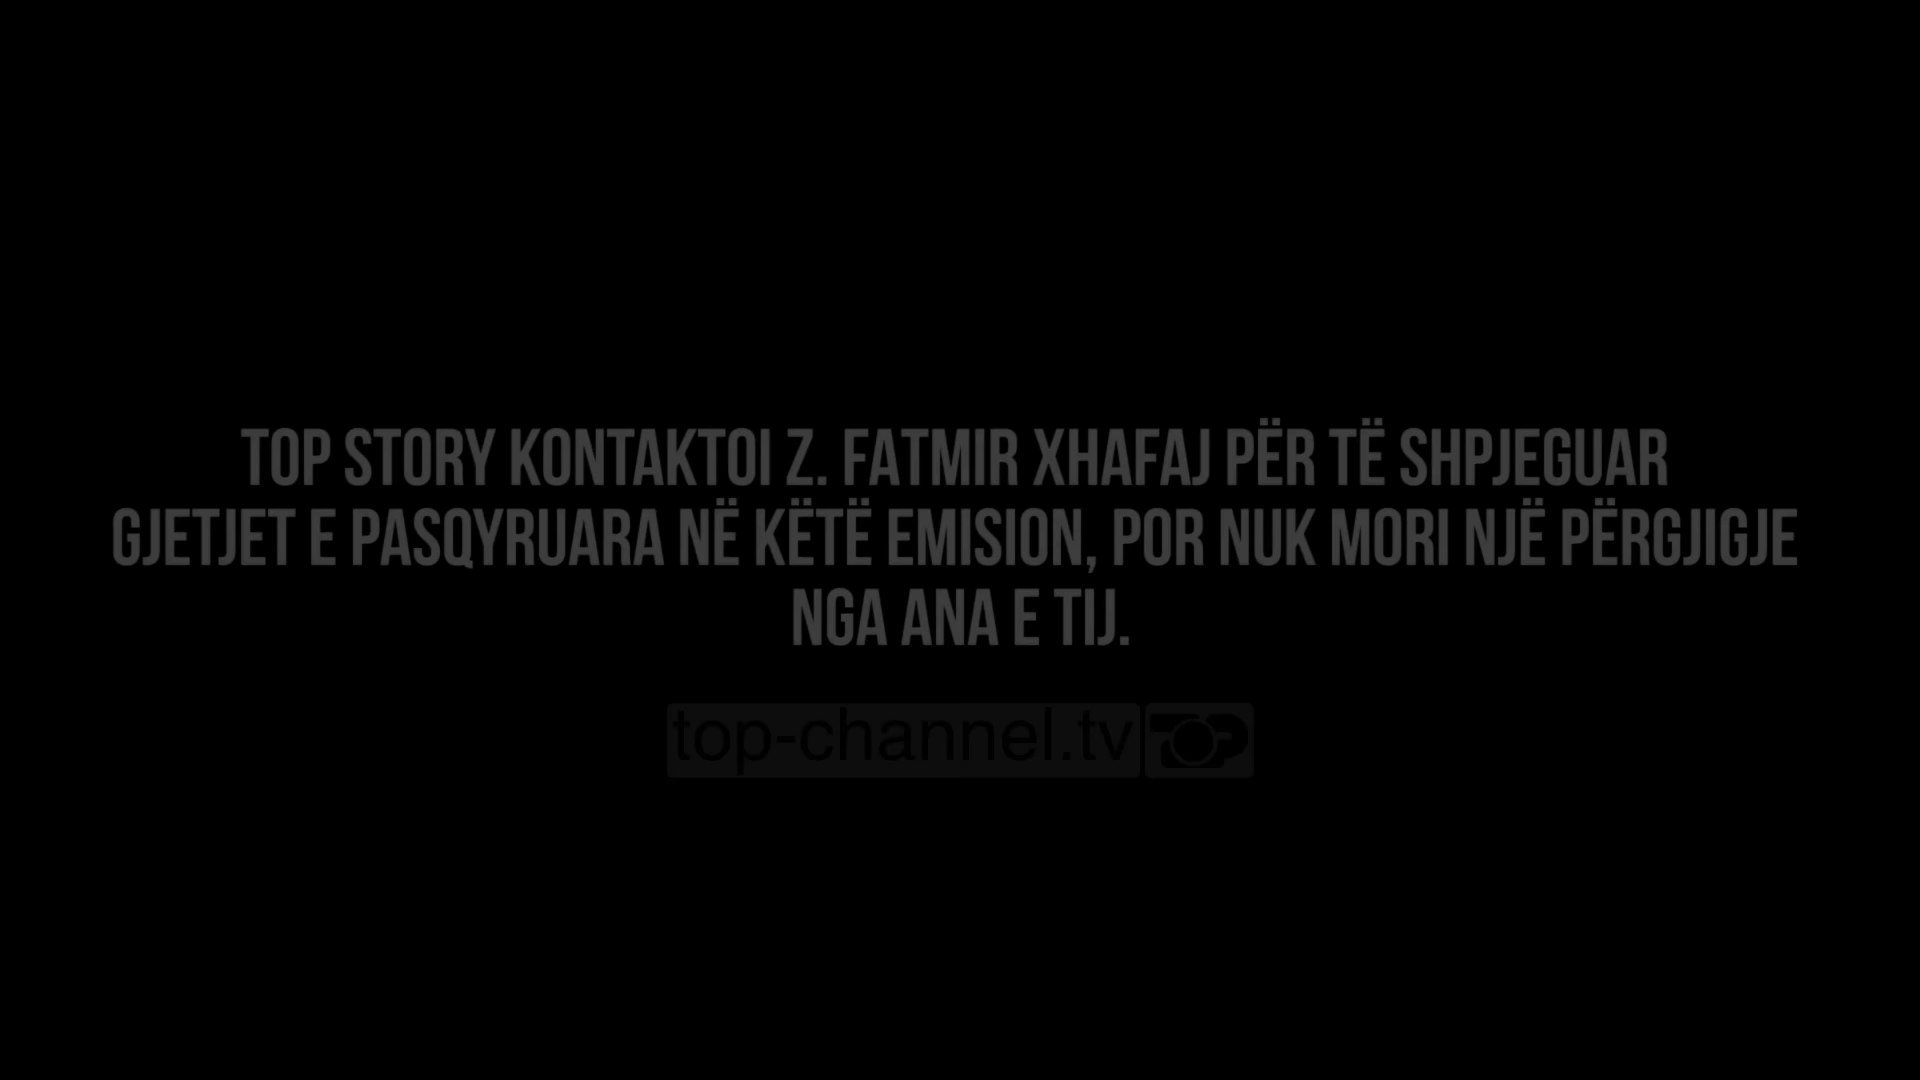 TOP STORY KONTAKTOI Z. FATMIR XHAFAJ PËR TË SHPJEGUAR
GJETJET E PASQYRUARA NË KËTË EMISION, POR NUK MORI NJË PËRGJIGJE
NGA ANA E TIJ.
top-channel.tv TOP